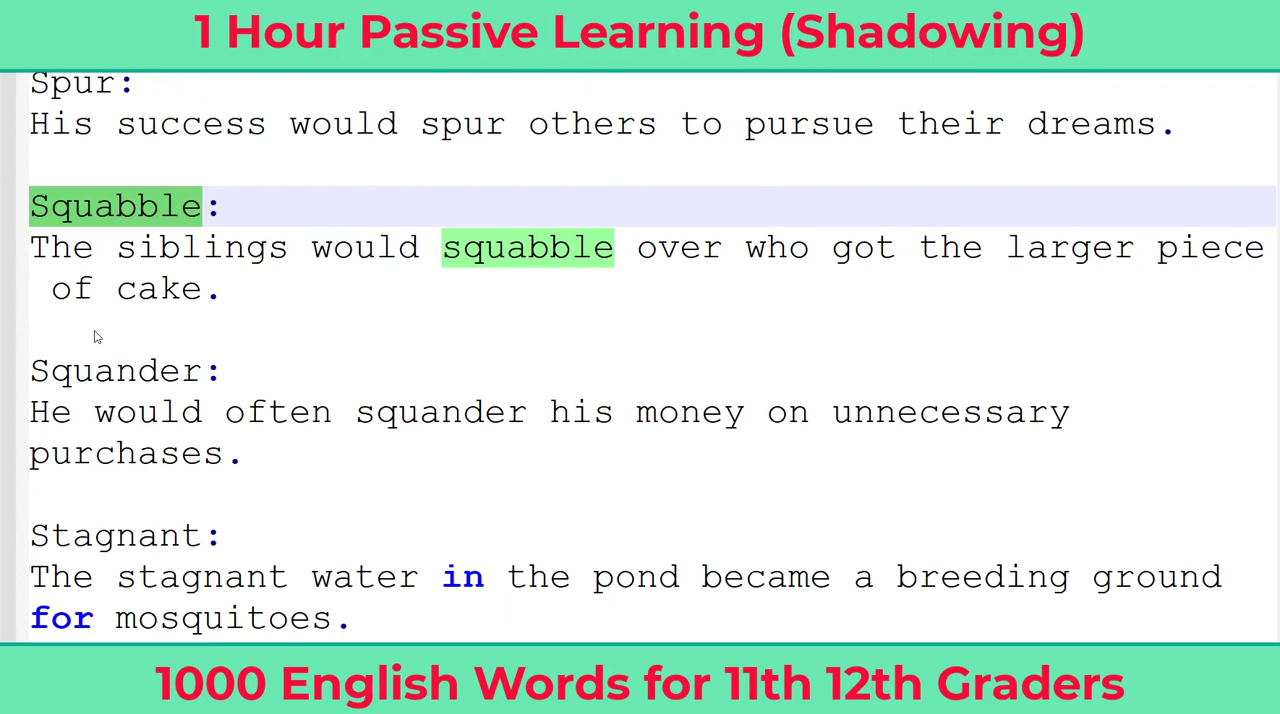 1 Hour Passive Learning (Shadowing)
Spur:
His success would spur others to pursue their dreams.
Squabble:
The siblings would squabble over who got the larger piece
of cake.
Squander:
He would often squander his money on unnecessary
purchases.
Stagnant:
The stagnant water in the pond became a breeding ground
for mosquitoes.
1000 English Words for 11th 12th Graders